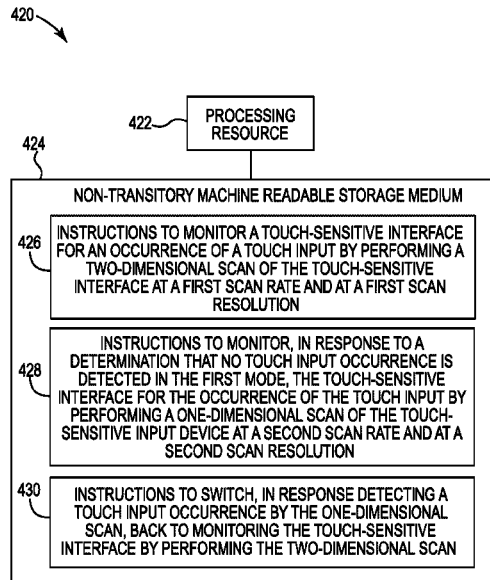 420
422
PROCESSING
RESOURCE
424
NON-TRANSITORY MACHINE READABLE STORAGE MEDIUM
426
INSTRUCTIONS TO MONITOR A TOUCH-SENSITIVE INTERFACE
FOR AN OCCURRENCE OF A TOUCH INPUT BY PERFORMING A
TWO-DIMENSIONAL SCAN OF THE TOUCH-SENSITIVE
INTERFACE AT A FIRST SCAN RATE AND AT A FIRST SCAN
RESOLUTION
428
INSTRUCTIONS TO MONITOR, IN RESPONSE TO A
DETERMINATION THAT NO TOUCH INPUT OCCURRENCE IS
DETECTED IN THE FIRST MODE, THE TOUCH-SENSITIVE
INTERFACE FOR THE OCCURRENCE OF THE TOUCH INPUT BY
PERFORMING A ONE-DIMENSIONAL SCAN OF THE TOUCH-
SENSITIVE INPUT DEVICE AT A SECOND SCAN RATE AND AT A
SECOND SCAN RESOLUTION
430
INSTRUCTIONS TO SWITCH, IN RESPONSE DETECTING A
TOUCH INPUT OCCURRENCE BY THE ONE-DIMENSIONAL
SCAN, BACK TO MONITORING THE TOUCH-SENSITIVE
INTERFACE BY PERFORMING THE TWO-DIMENSIONAL SCAN